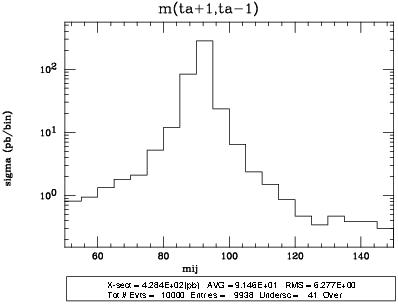 m(ta+1,ta−1)
sigma (pb/bin)
10²
10¹
10⁰
60 80 100 120 140
mij
X-sect = 4.284E+02(pb) AVG = 9.146E+01 RMS = 6.277E+00
Tot # Evts = 10000 Entries = 9938 Undersc= 41 Over